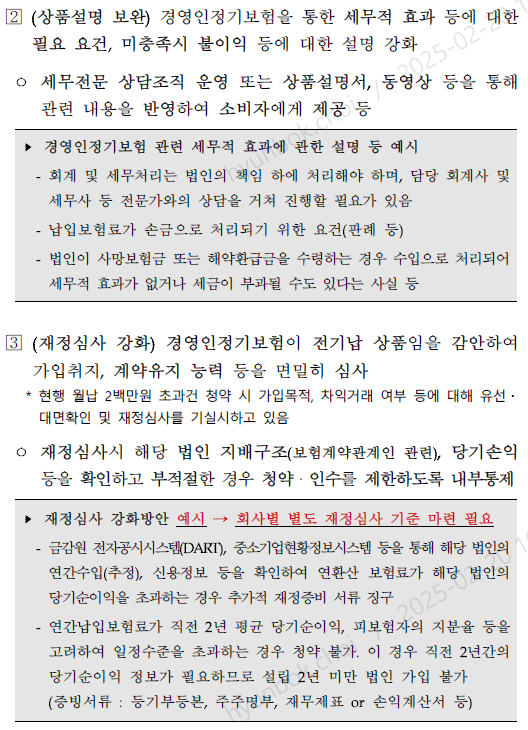 2 (상품설명 보완) 경영인정기보험을 통한 세무적 효과 등에 대한
필요 요건, 미충족시 불이익 등에 대한 설명 강화
○ 세무전문 상담조직 운영 또는 상품설명서, 동영상 등을 통해
관련 내용을 반영하여 소비자에게 제공 등
▶ 경영인정기보험 관련 세무적 효과에 관한 설명 등 예시
- 회계 및 세무처리는 법인의 책임 하에 처리해야 하며, 담당 회계사 및
세무사 등 전문가와의 상담을 거쳐 진행할 필요가 있음
- 납입보험료가 손금으로 처리되기 위한 요건(판례 등)
- 법인이 사망보험금 또는 해약환급금을 수령하는 경우 수입으로 처리되어
세무적 효과가 없거나 세금이 부과될 수도 있다는 사실 등
3 (재정심사 강화) 경영인정기보험이 전기납 상품임을 감안하여
가입취지, 계약유지 능력 등을 면밀히 심사
* 현행 월납 2백만원 초과건 청약 시 가입목적, 차익거래 여부 등에 대해 유선·
대면확인 및 재정심사를 기실시하고 있음
○ 재정심사시 해당 법인 지배구조(보험계약관계인 관련), 당기손익
등을 확인하고 부적절한 경우 청약·인수를 제한하도록 내부통제
▶ 재정심사 강화방안 예시 ⇢ 회사별 별도 재정심사 기준 마련 필요
- 금감원 전자공시시스템(DART), 중소기업현황정보시스템 등을 통해 해당 법인의
연간수입(추정), 신용정보 등을 확인하여 연환산 보험료가 해당 법인의
당기순이익을 초과하는 경우 추가적 재정증비 서류 징구
- 연간납입보험료가 직전 2년 평균 당기순이익, 피보험자의 지분율 등을
고려하여 일정수준을 초과하는 경우 청약 불가. 이 경우 직전 2년간의
당기순이익 정보가 필요하므로 설립 2년 미만 법인 가입 불가
(증빙서류 : 등기부등본, 주주명부, 재무제표 or 손익계산서 등)